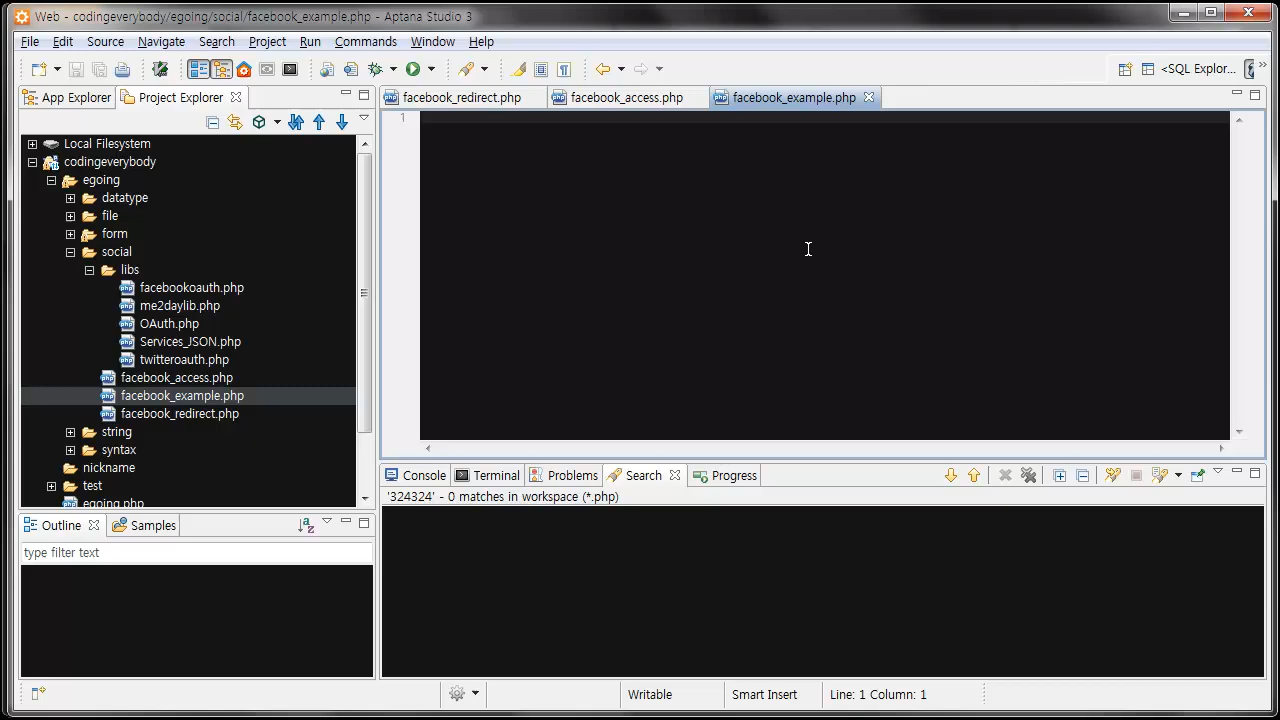 Web - codingeverybody/egoing/social/facebook_example.php - Aptana Studio 3
File Edit Source Navigate Search Project Run Commands Window Help
<SQL Explor...
App Explorer Project Explorer
facebook_redirect.php facebook_access.php facebook_example.php
1
Local Filesystem
codingeverybody
egoing
datatype
file
form
social
libs
facebookoauth.php
me2daylib.php
OAuth.php
Services_JSON.php
twitteroauth.php
facebook_access.php
facebook_example.php
facebook_redirect.php
string
syntax
nickname
test
egoing.php
Console Terminal Problems Search Progress
'324324' - 0 matches in workspace (*.php)
Outline Samples
type filter text
Writable Smart Insert Line: 1 Column: 1